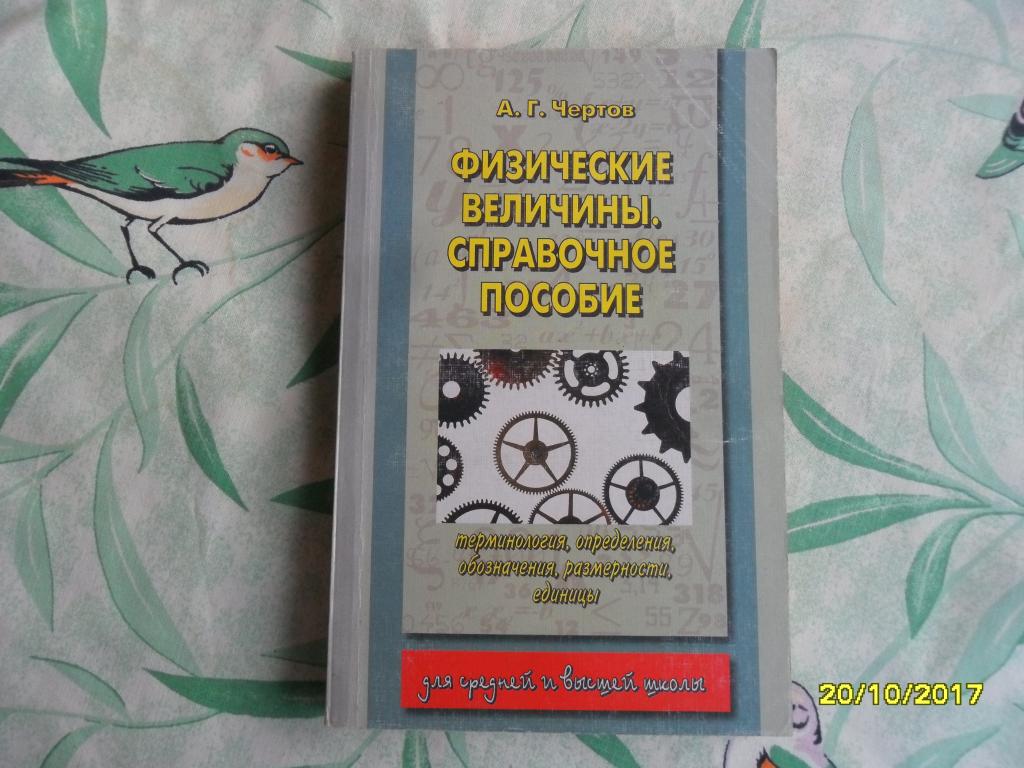 А. Г. Чертов
ФИЗИЧЕСКИЕ
ВЕЛИЧИНЫ.
СПРАВОЧНОЕ
ПОСОБИЕ
терминология, определения,
обозначения, размерности,
единицы
для средней и высшей школы
20/10/2017